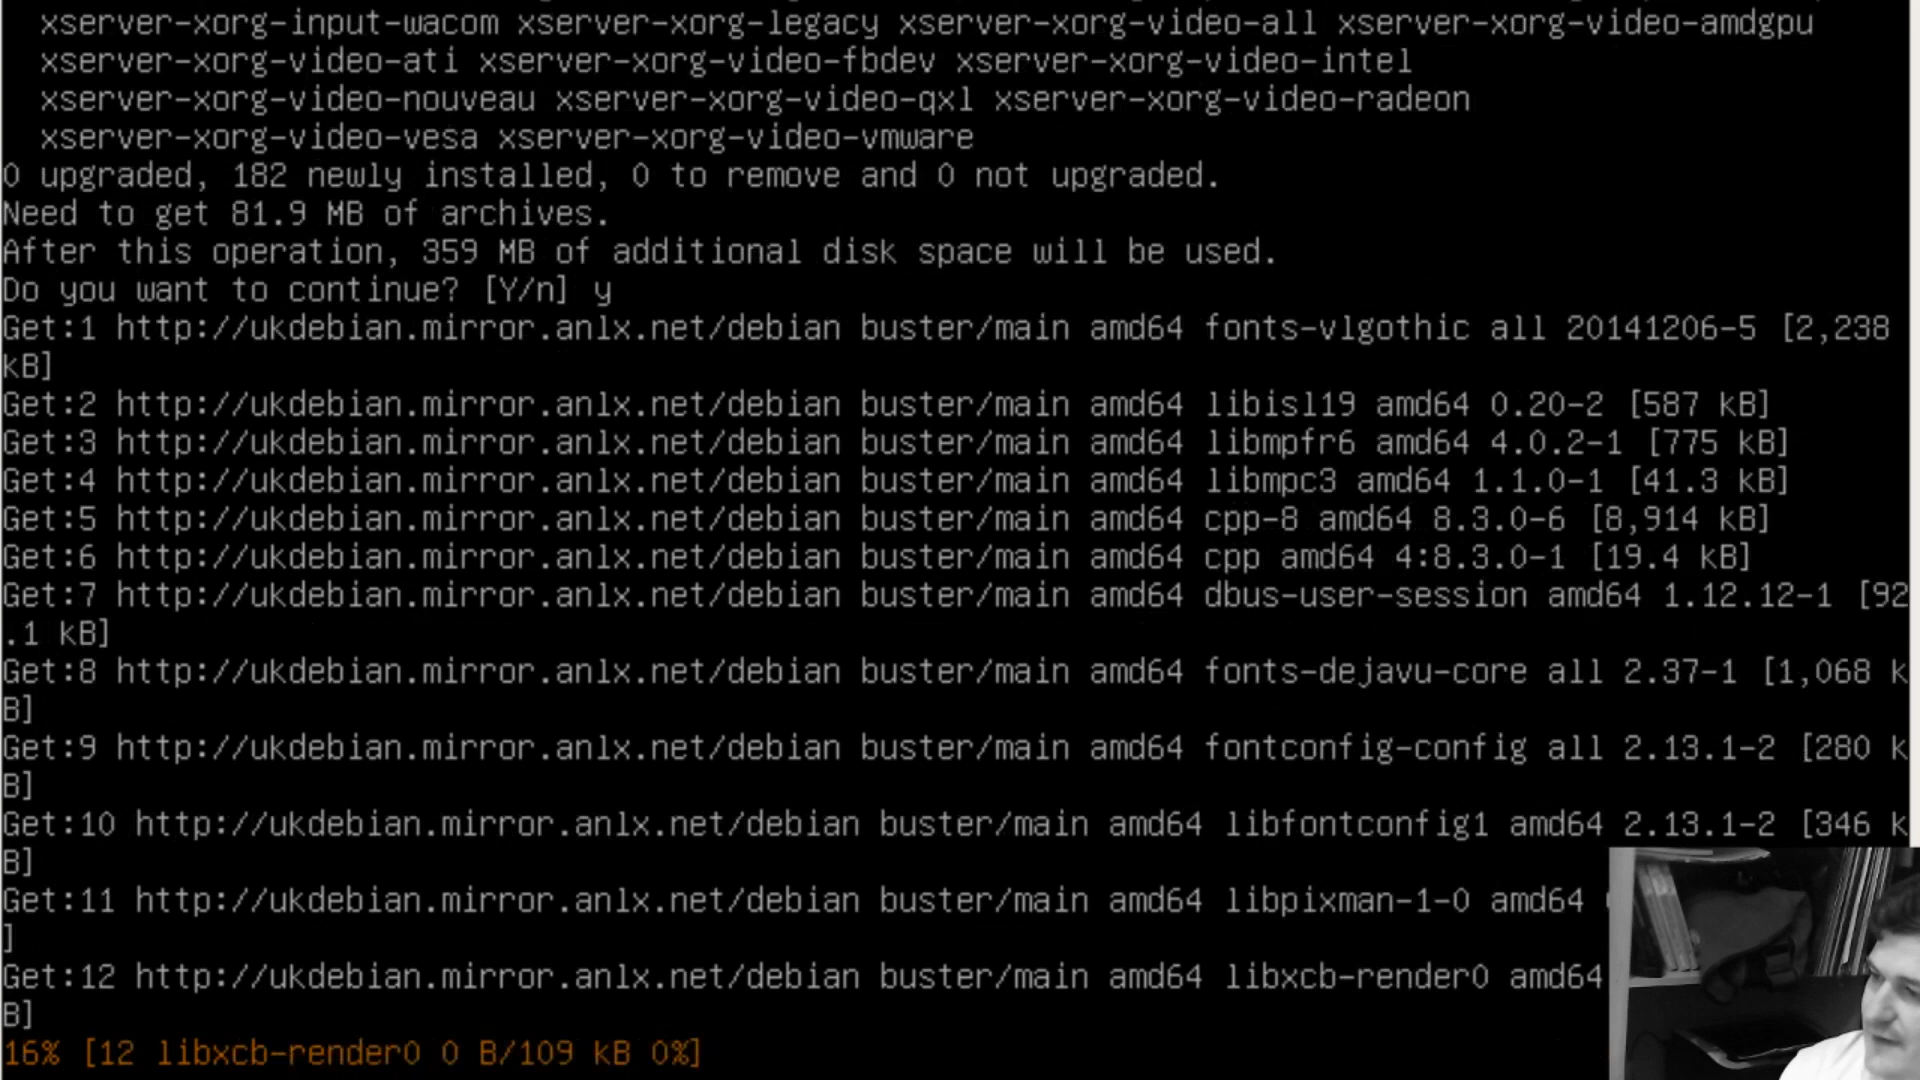 xserver-xorg-input-wacom xserver-xorg-legacy xserver-xorg-video-all xserver-xorg-video-amdgpu
xserver-xorg-video-ati xserver-xorg-video-fbdev xserver-xorg-video-intel
xserver-xorg-video-nouveau xserver-xorg-video-qxl xserver-xorg-video-radeon
xserver-xorg-video-vesa xserver-xorg-video-vmware
0 upgraded, 182 newly installed, 0 to remove and 0 not upgraded.
Need to get 81.9 MB of archives.
After this operation, 359 MB of additional disk space will be used.
Do you want to continue? [Y/n] y
Get:1 http://ukdebian.mirror.anlx.net/debian buster/main amd64 fonts-vlgothic all 20141206-5 [2,238
kB]
Get:2 http://ukdebian.mirror.anlx.net/debian buster/main amd64 libisl19 amd64 0.20-2 [587 kB]
Get:3 http://ukdebian.mirror.anlx.net/debian buster/main amd64 libmpfr6 amd64 4.0.2-1 [775 kB]
Get:4 http://ukdebian.mirror.anlx.net/debian buster/main amd64 libmpc3 amd64 1.1.0-1 [41.3 kB]
Get:5 http://ukdebian.mirror.anlx.net/debian buster/main amd64 cpp-8 amd64 8.3.0-6 [8,914 kB]
Get:6 http://ukdebian.mirror.anlx.net/debian buster/main amd64 cpp amd64 4:8.3.0-1 [19.4 kB]
Get:7 http://ukdebian.mirror.anlx.net/debian buster/main amd64 dbus-user-session amd64 1.12.12-1 [92
.1 kB]
Get:8 http://ukdebian.mirror.anlx.net/debian buster/main amd64 fonts-dejavu-core all 2.37-1 [1,068 k
B]
Get:9 http://ukdebian.mirror.anlx.net/debian buster/main amd64 fontconfig-config all 2.13.1-2 [280 k
B]
Get:10 http://ukdebian.mirror.anlx.net/debian buster/main amd64 libfontconfig1 amd64 2.13.1-2 [346 k
B]
Get:11 http://ukdebian.mirror.anlx.net/debian buster/main amd64 libpixman-1-0 amd64
]
Get:12 http://ukdebian.mirror.anlx.net/debian buster/main amd64 libxcb-render0 amd64
B]
16% [12 libxcb-render0 0 B/109 kB 0%]